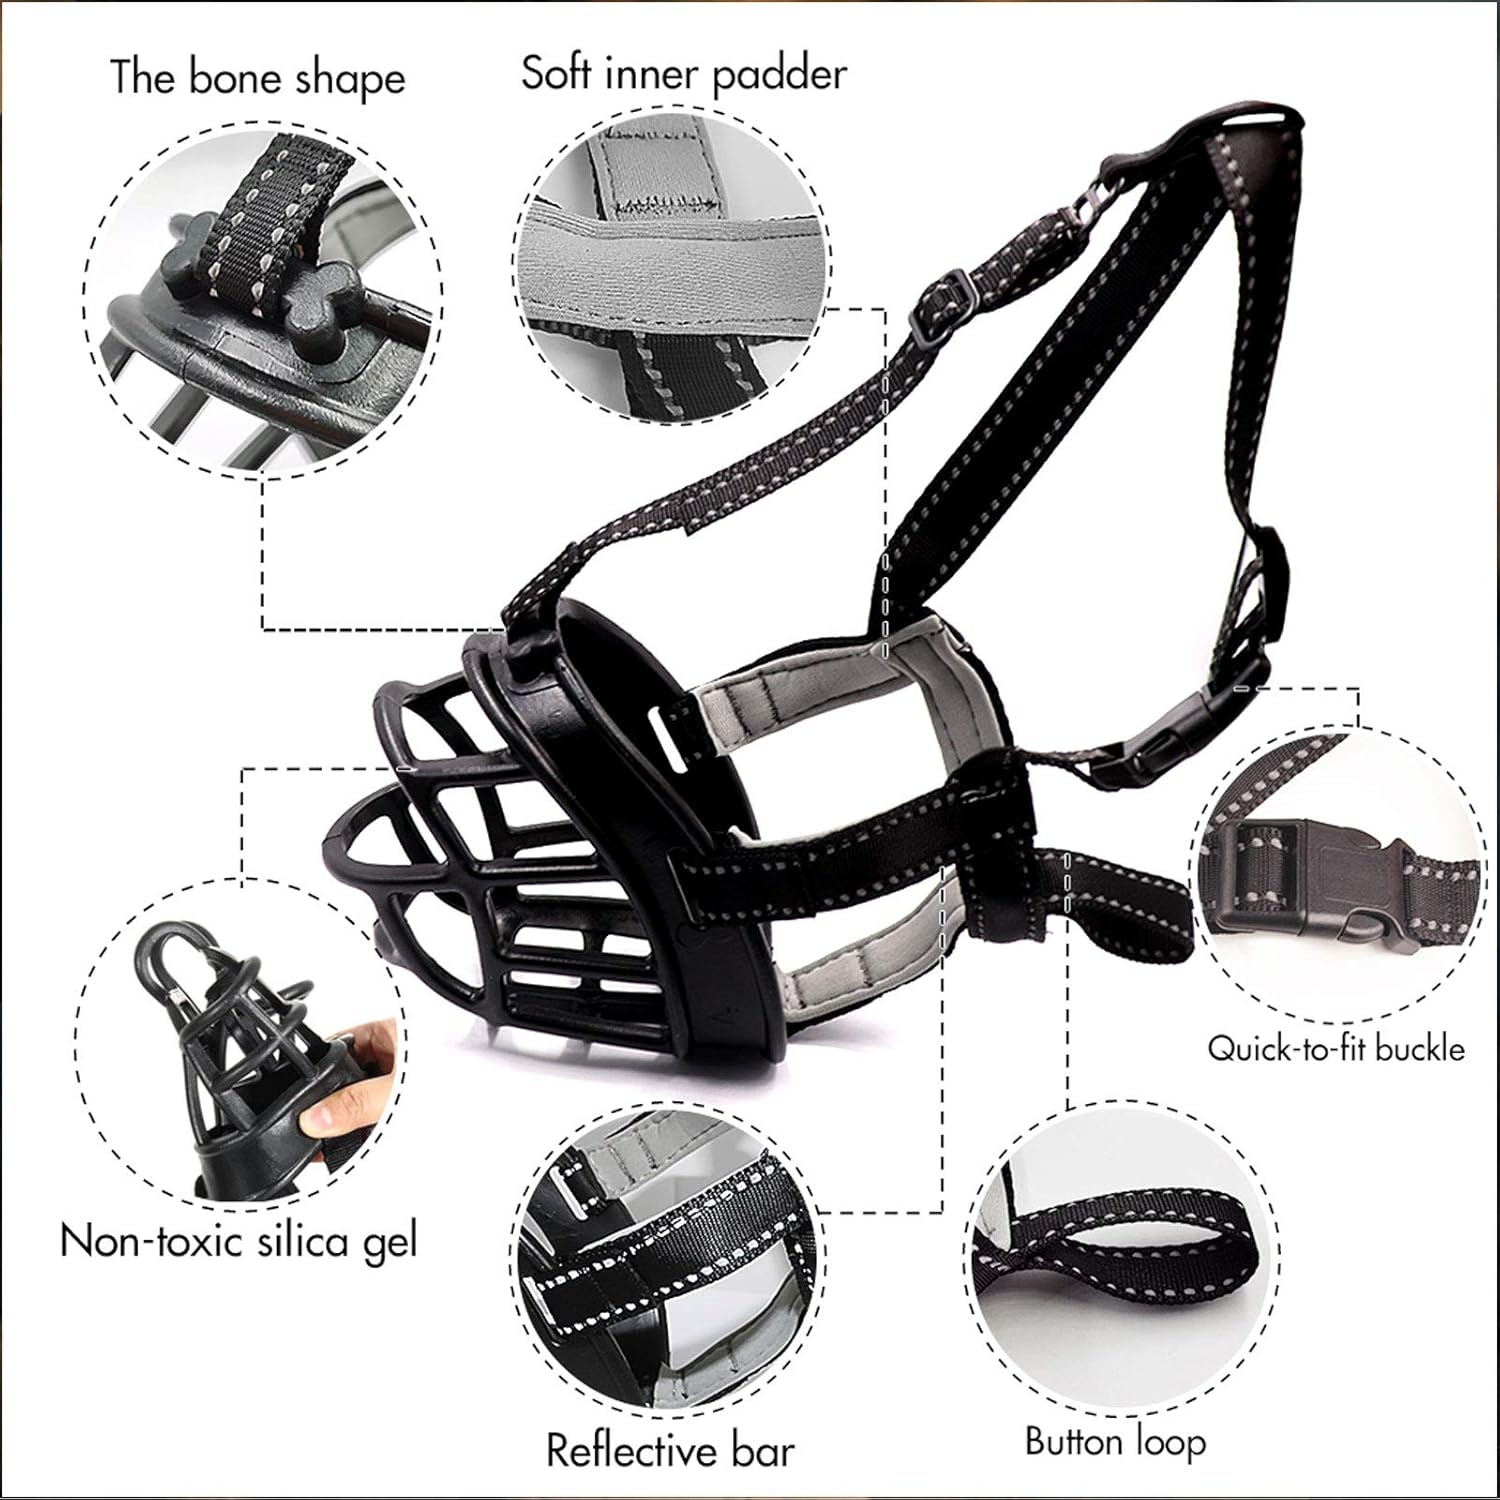 The bone shape
Soft inner padder
Quick-to-fit buckle
Non-toxic silica gel
Reflective bar
Button loop